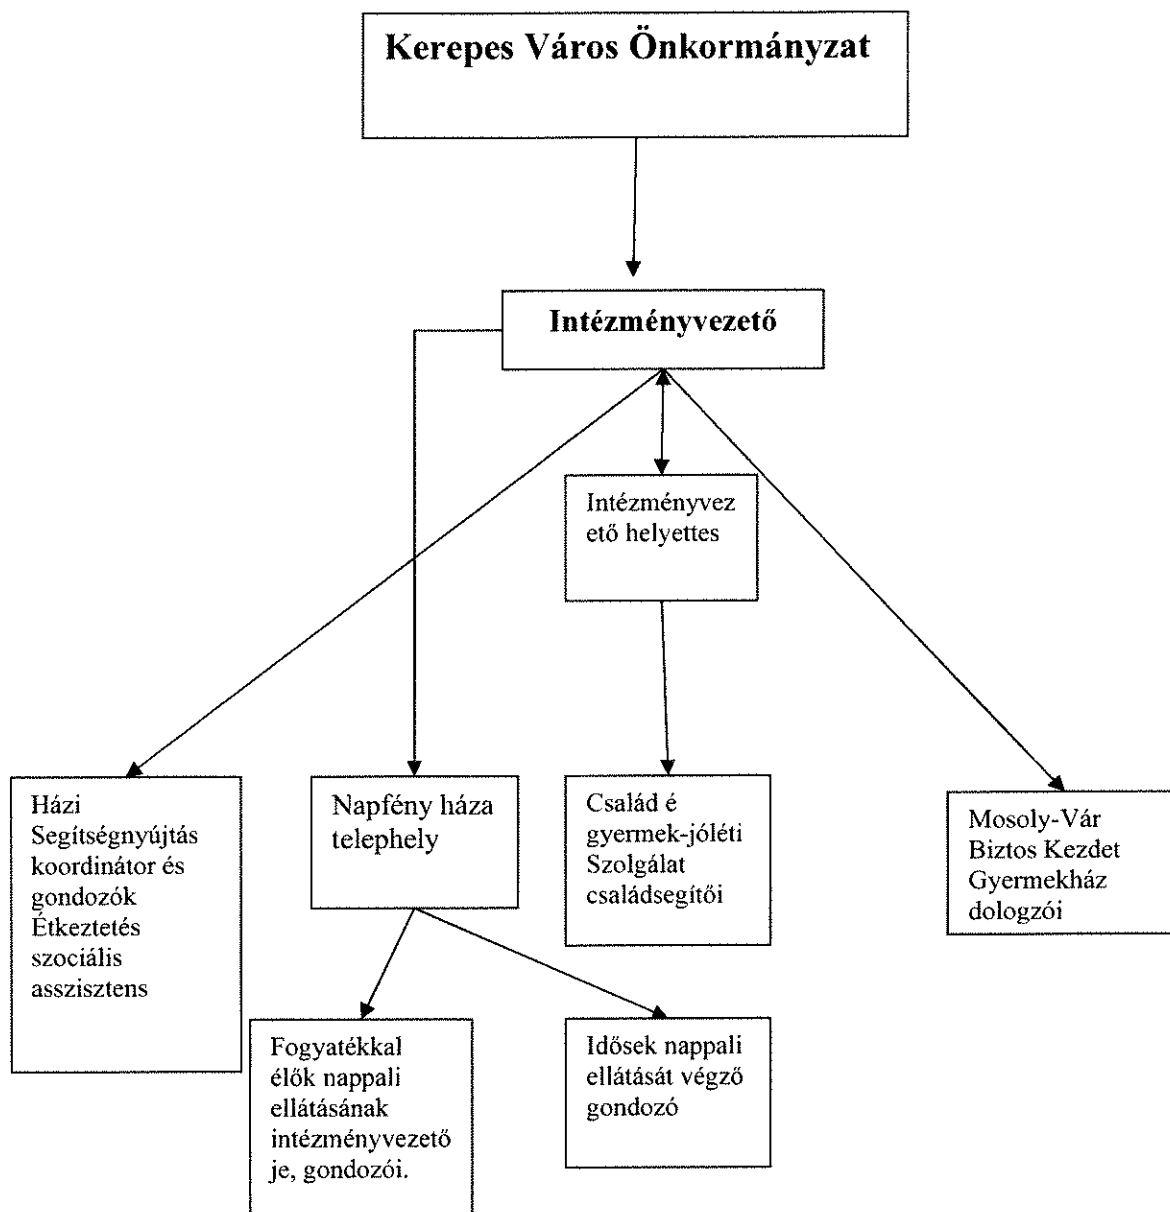 Kerepes Város Önkormányzat
Intézményvezető
Intézményvez
ető helyettes
Házi
Segítségnyújtás
koordinátor és
gondozók
Étkeztetés
szociális
asszisztens
Napfény háza
telephely
Család é
gyermek-jóléti
Szolgálat
családsegítői
Mosoly-Vár
Biztos Kezdet
Gyermekház
dologzói
Fogyatékkal
élők nappali
ellátásának
intézményvezető
je, gondozói.
Idősek nappali
ellátását végző
gondozó